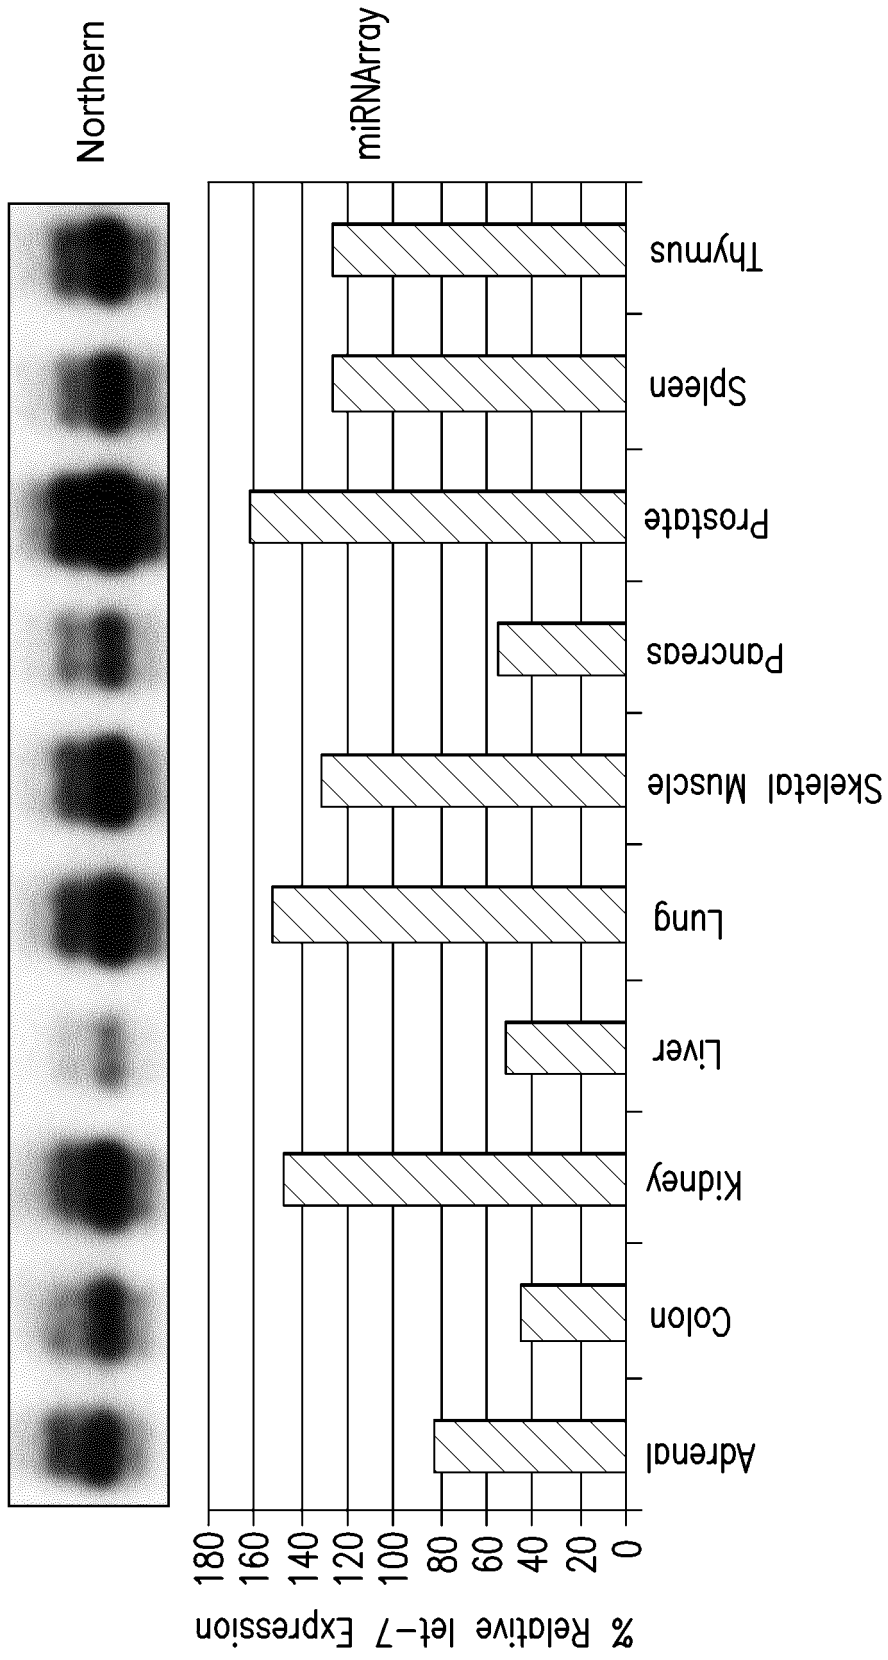 Northern
miRNArray
% Relative let-7 Expression
180
160
140
120
100
80
60
40
20
0
Adrenal
Colon
Kidney
Liver
Lung
Skeletal Muscle
Pancreas
Prostate
Spleen
Thymus